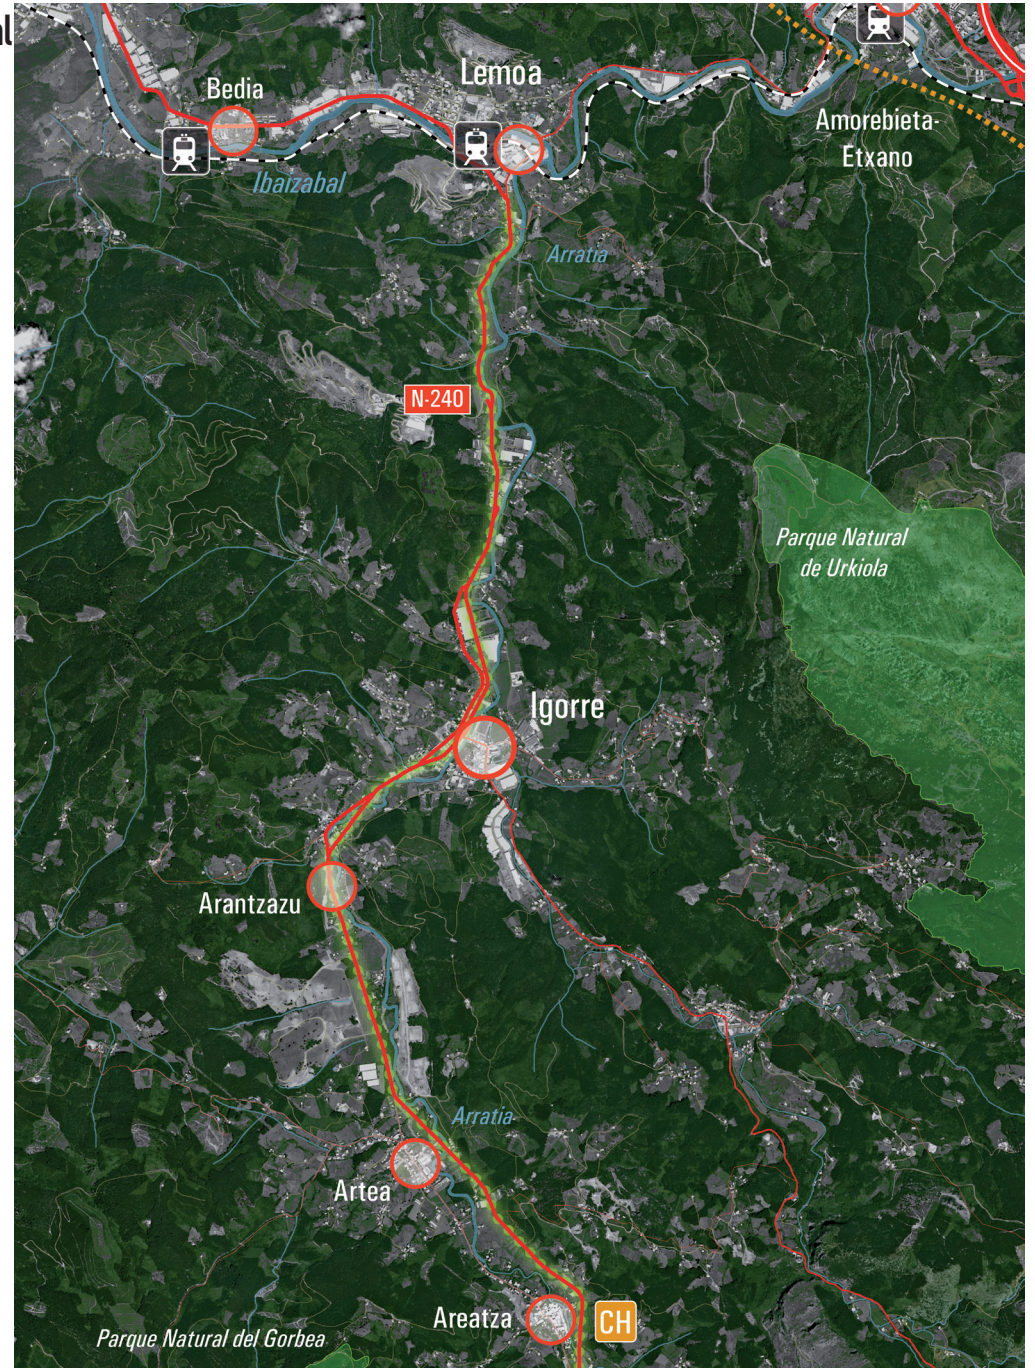 al
Lemoa
Bedia
Amorebieta-
Etxano
Ibaizabal
Arratia
N-240
Parque Natural
de Urkiola
Igorre
Arantzazu
Arratia
Artea
Areatza
CH
Parque Natural del Gorbea